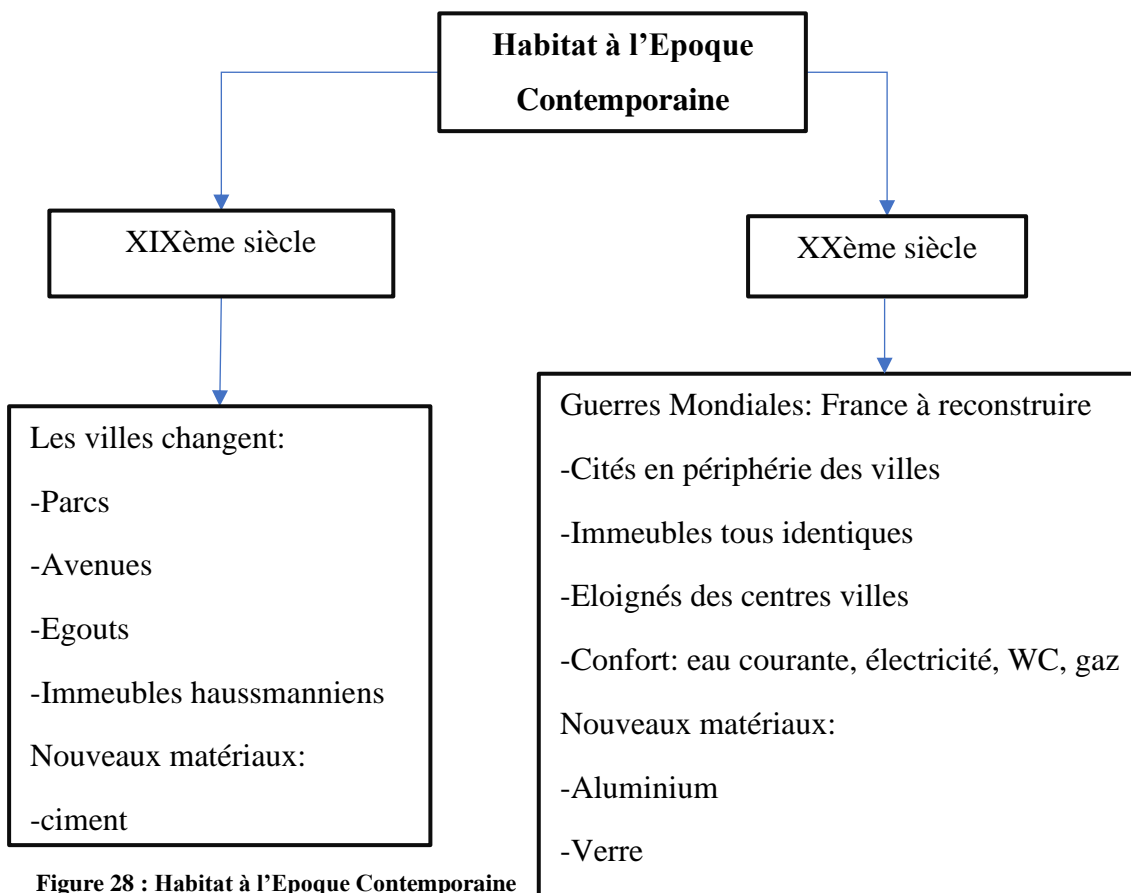 Habitat à l’Epoque
Contemporaine
XIXème siècle
XXème siècle
Les villes changent:
-Parcs
-Avenues
-Egouts
-Immeubles haussmanniens
Nouveaux matériaux:
-ciment
Guerres Mondiales: France à reconstruire
-Cités en périphérie des villes
-Immeubles tous identiques
-Eloignés des centres villes
-Confort: eau courante, électricité, WC, gaz
Nouveaux matériaux:
-Aluminium
-Verre
Figure 28 : Habitat à l’Epoque Contemporaine